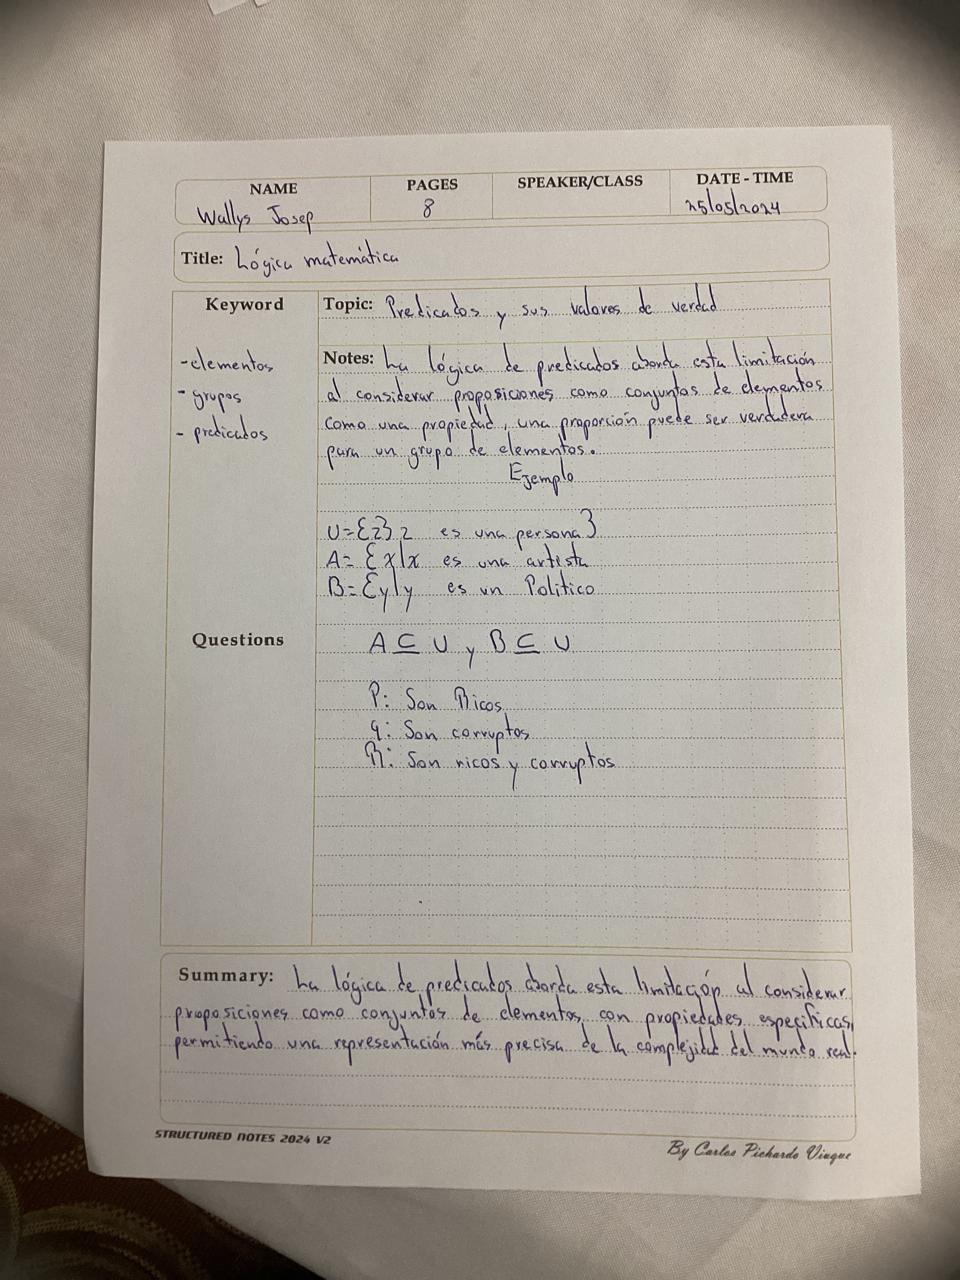 NAME PAGES SPEAKER/CLASS DATE - TIME
Wallys Josep 8 25/05/2024
Title: Lógica matemática
Keyword
-elementos
- grupos
- predicados
Topic: Predicados y sus valores de verdad
Notes: La lógica de predicados aborda esta limitación
al considerar proposiciones como conjuntos de elementos
como una propiedad, una proporción puede ser verdadera
para un grupo de elementos.
Ejemplo
U={z} z es una persona}
A= {x|x es una artista
B= {y|y es un Politico
Questions
A ⊆ U y B ⊆ U
P: Son Ricos
q: Son corruptos
R: Son ricos y corruptos
Summary: La lógica de predicados aborda esta limitación al considerar
proposiciones como conjuntos de elementos con propiedades específicas,
permitiendo una representación más precisa de la complejidad del mundo real.
STRUCTURED NOTES 2024 V2
By Carlos Pichardo Viuque